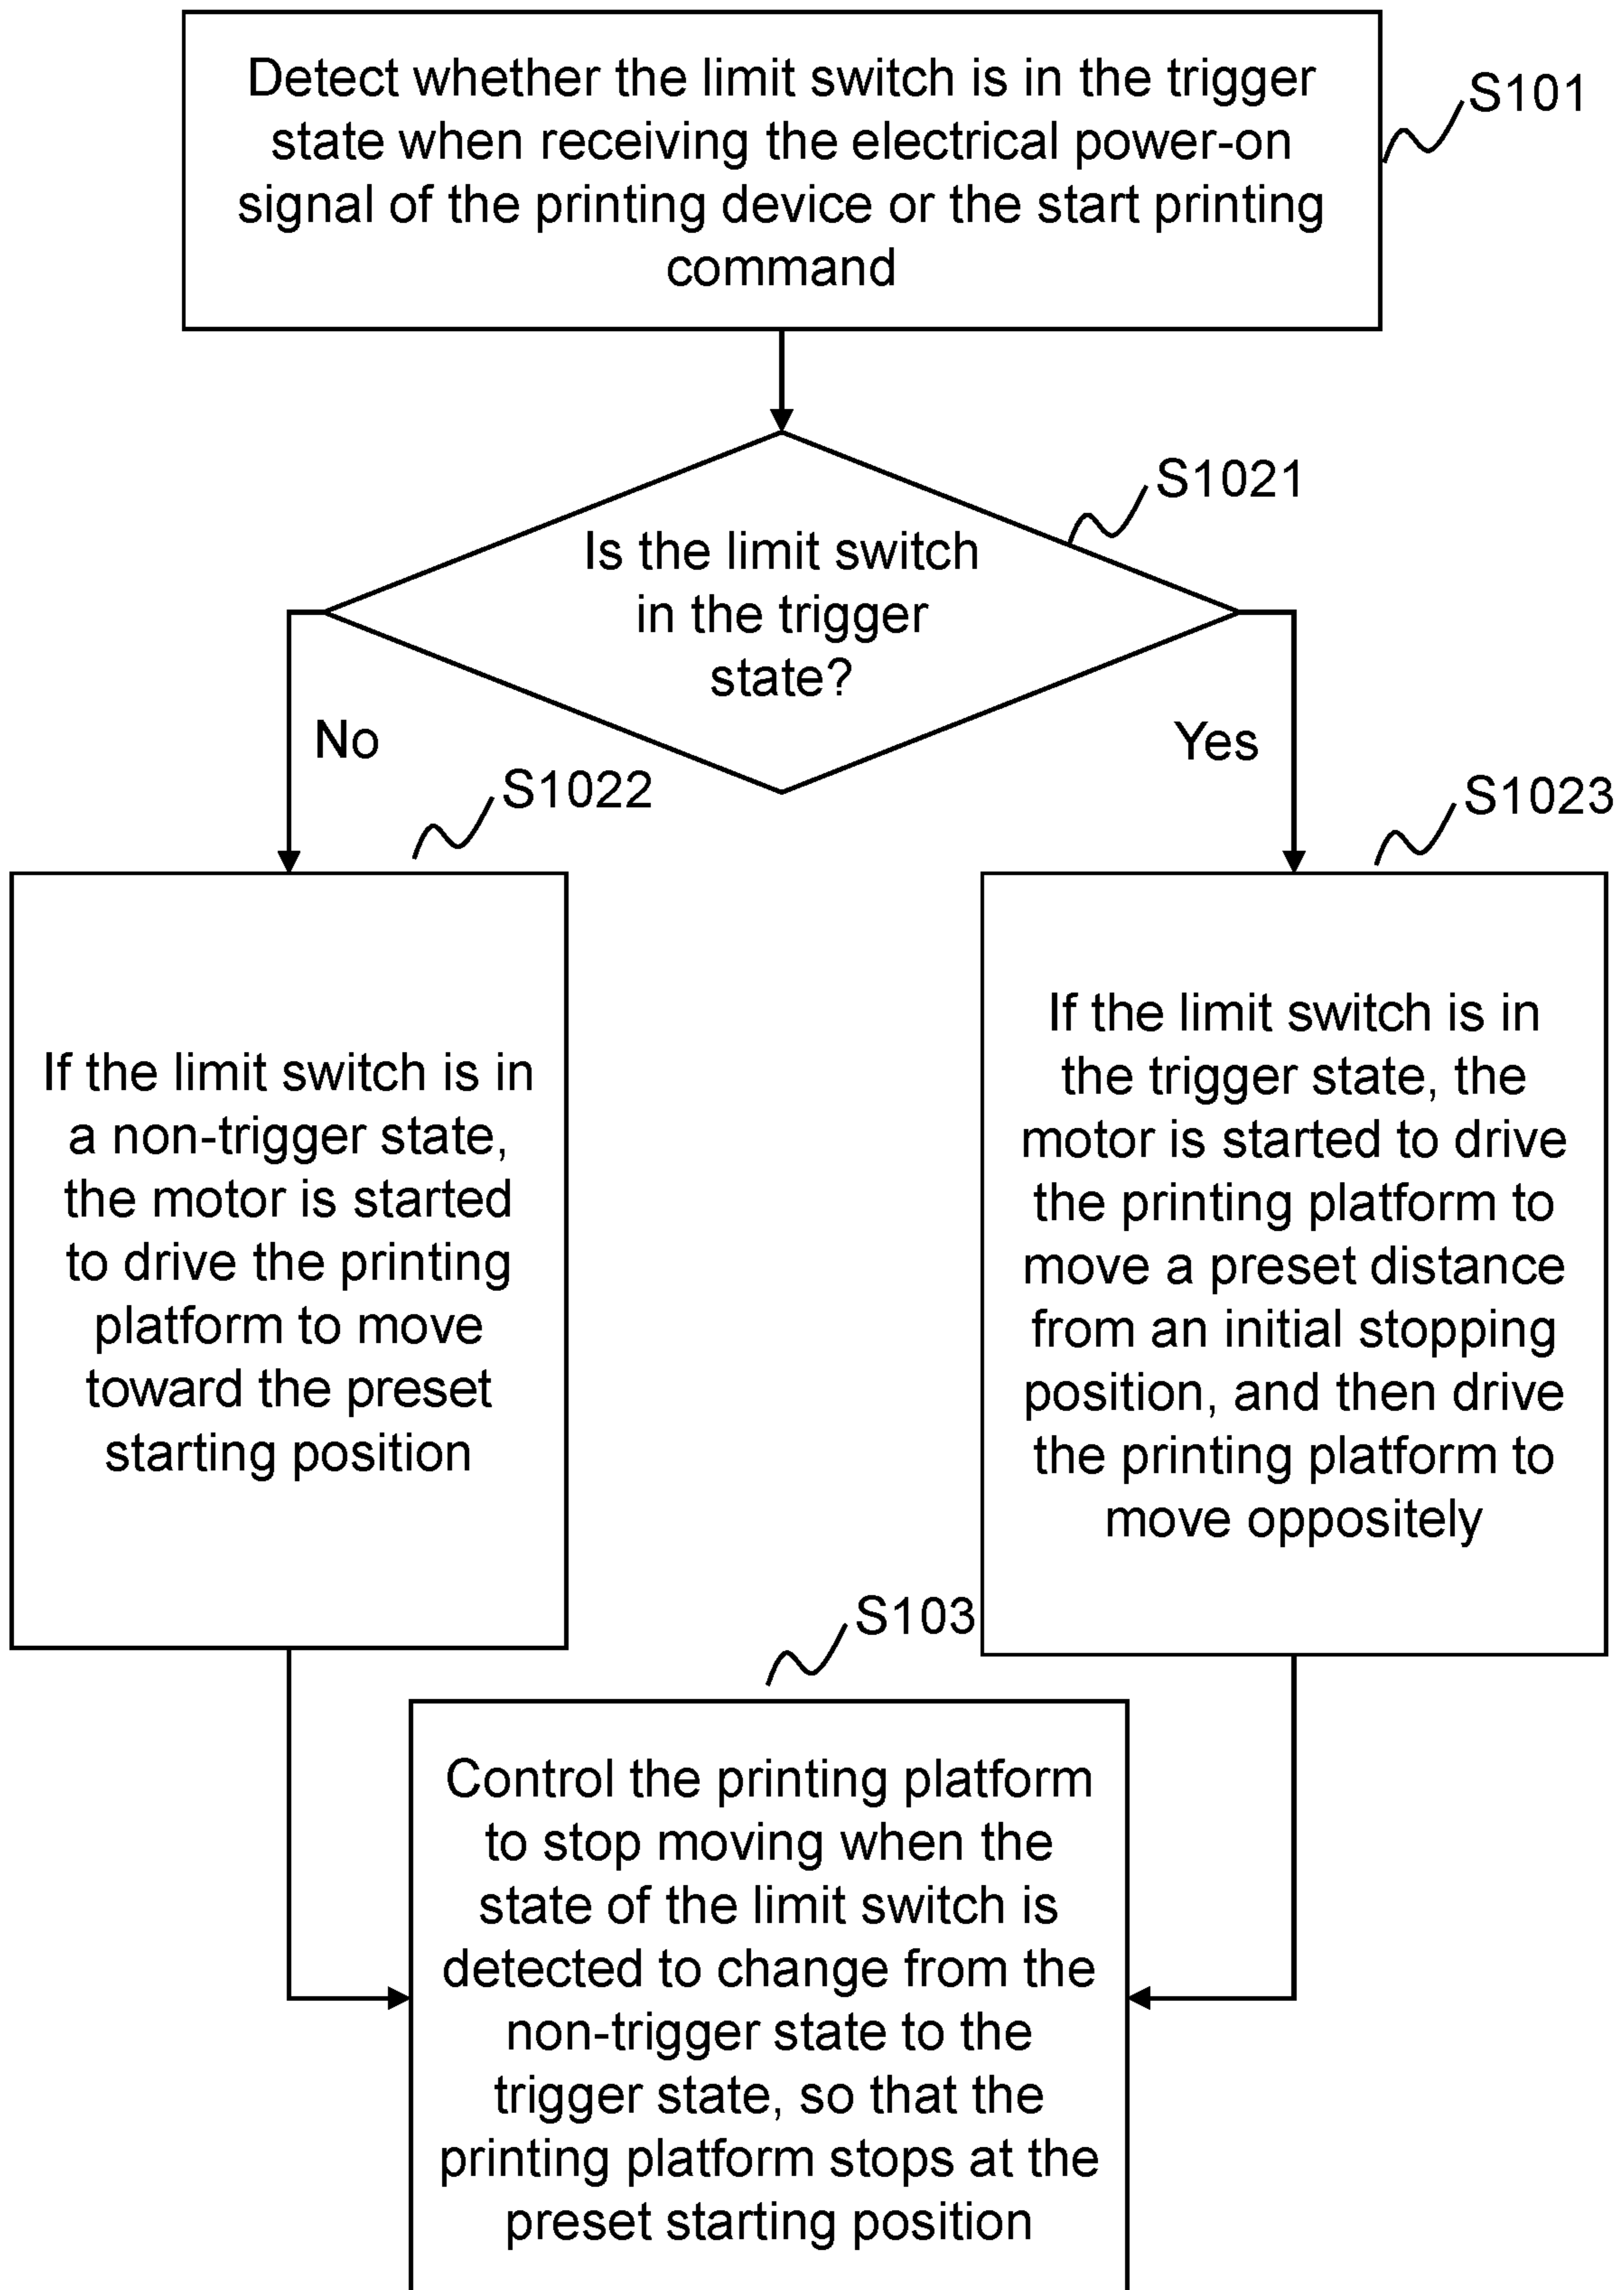 Detect whether the limit switch is in the trigger
state when receiving the electrical power-on
signal of the printing device or the start printing
command
S101
S1021
Is the limit switch
in the trigger
state?
No
Yes
S1022
S1023
If the limit switch is in
a non-trigger state,
the motor is started
to drive the printing
platform to move
toward the preset
starting position
If the limit switch is in
the trigger state, the
motor is started to drive
the printing platform to
move a preset distance
from an initial stopping
position, and then drive
the printing platform to
move oppositely
S103
Control the printing platform
to stop moving when the
state of the limit switch is
detected to change from the
non-trigger state to the
trigger state, so that the
printing platform stops at the
preset starting position